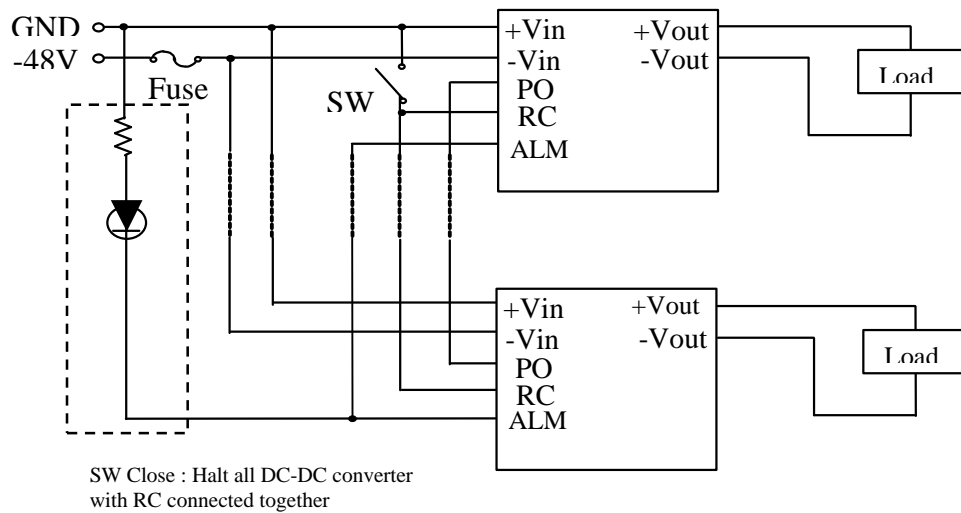 GND
-48V
Fuse
SW
+Vin
-Vin
PO
RC
ALM
+Vout
-Vout
Load
+Vin
-Vin
PO
RC
ALM
+Vout
-Vout
Load
SW Close : Halt all DC-DC converter
with RC connected together